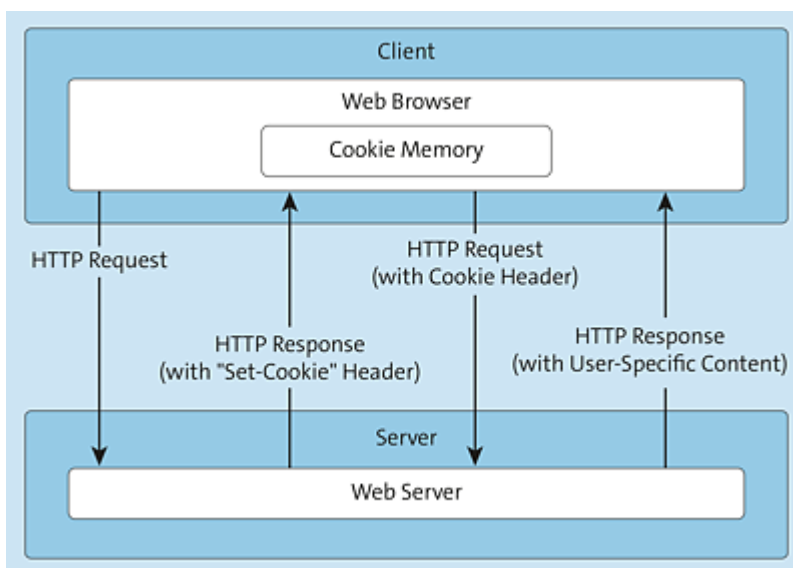 Client
Web Browser
Cookie Memory
HTTP Request
HTTP Response
(with "Set-Cookie" Header)
HTTP Request
(with Cookie Header)
HTTP Response
(with User-Specific Content)
Server
Web Server